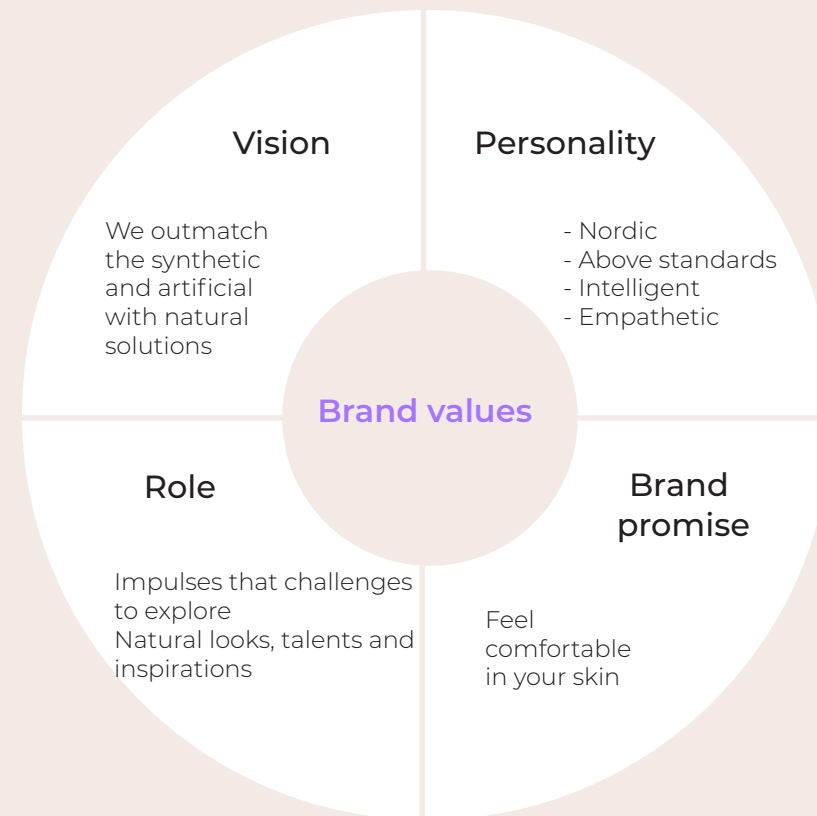 Vision
We outmatch
the synthetic
and artificial
with natural
solutions
Personality
- Nordic
- Above standards
- Intelligent
- Empathetic
Brand values
Role
Impulses that challenges
to explore
Natural looks, talents and
inspirations
Brand
promise
Feel
comfortable
in your skin